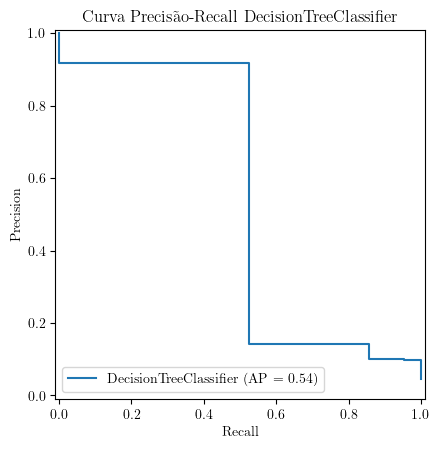 Curva Precisão-Recall DecisionTreeClassifier
1.0
0.8
0.6
0.4
0.2
0.0
Precision
DecisionTreeClassifier (AP = 0.54)
0.0 0.2 0.4 0.6 0.8 1.0
Recall